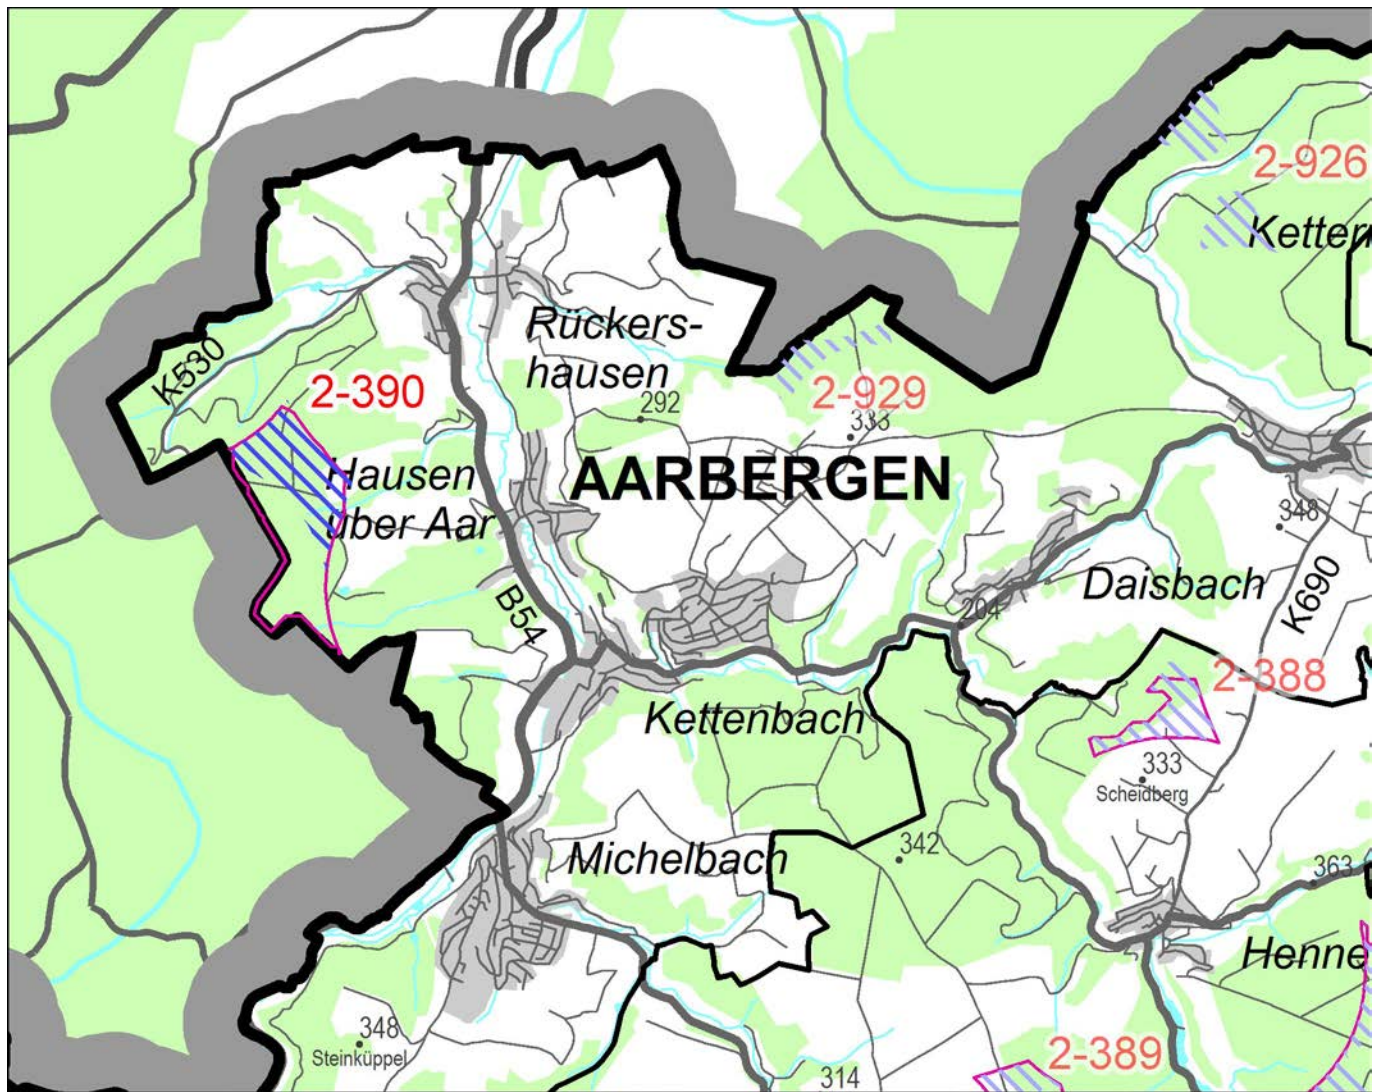 2-926
Ketterr
Rückers-
hausen
K530
2-390
292
2-929
333
Hausen
über Aar
AARBERGEN
348
Daisbach
K690
B54
204
2-388
Kettenbach
333
Scheidberg
Michelbach
342
363
Henne
348
Steinküppel
2-389
314